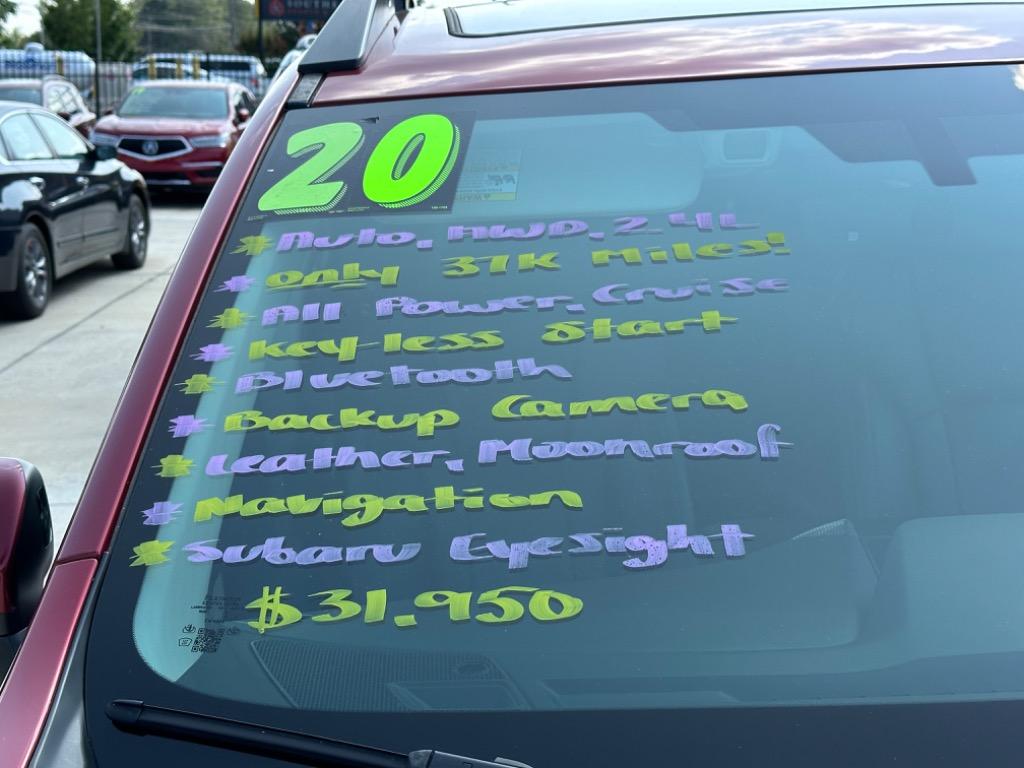 20
* Auto, AWD, 2.4L
* Only 37K Miles!
* All Power, Cruise
* Key-less Start
* Bluetooth
* Backup Camera
* Leather, Moonroof
* Navigation
* Subaru Eyesight
$31,950